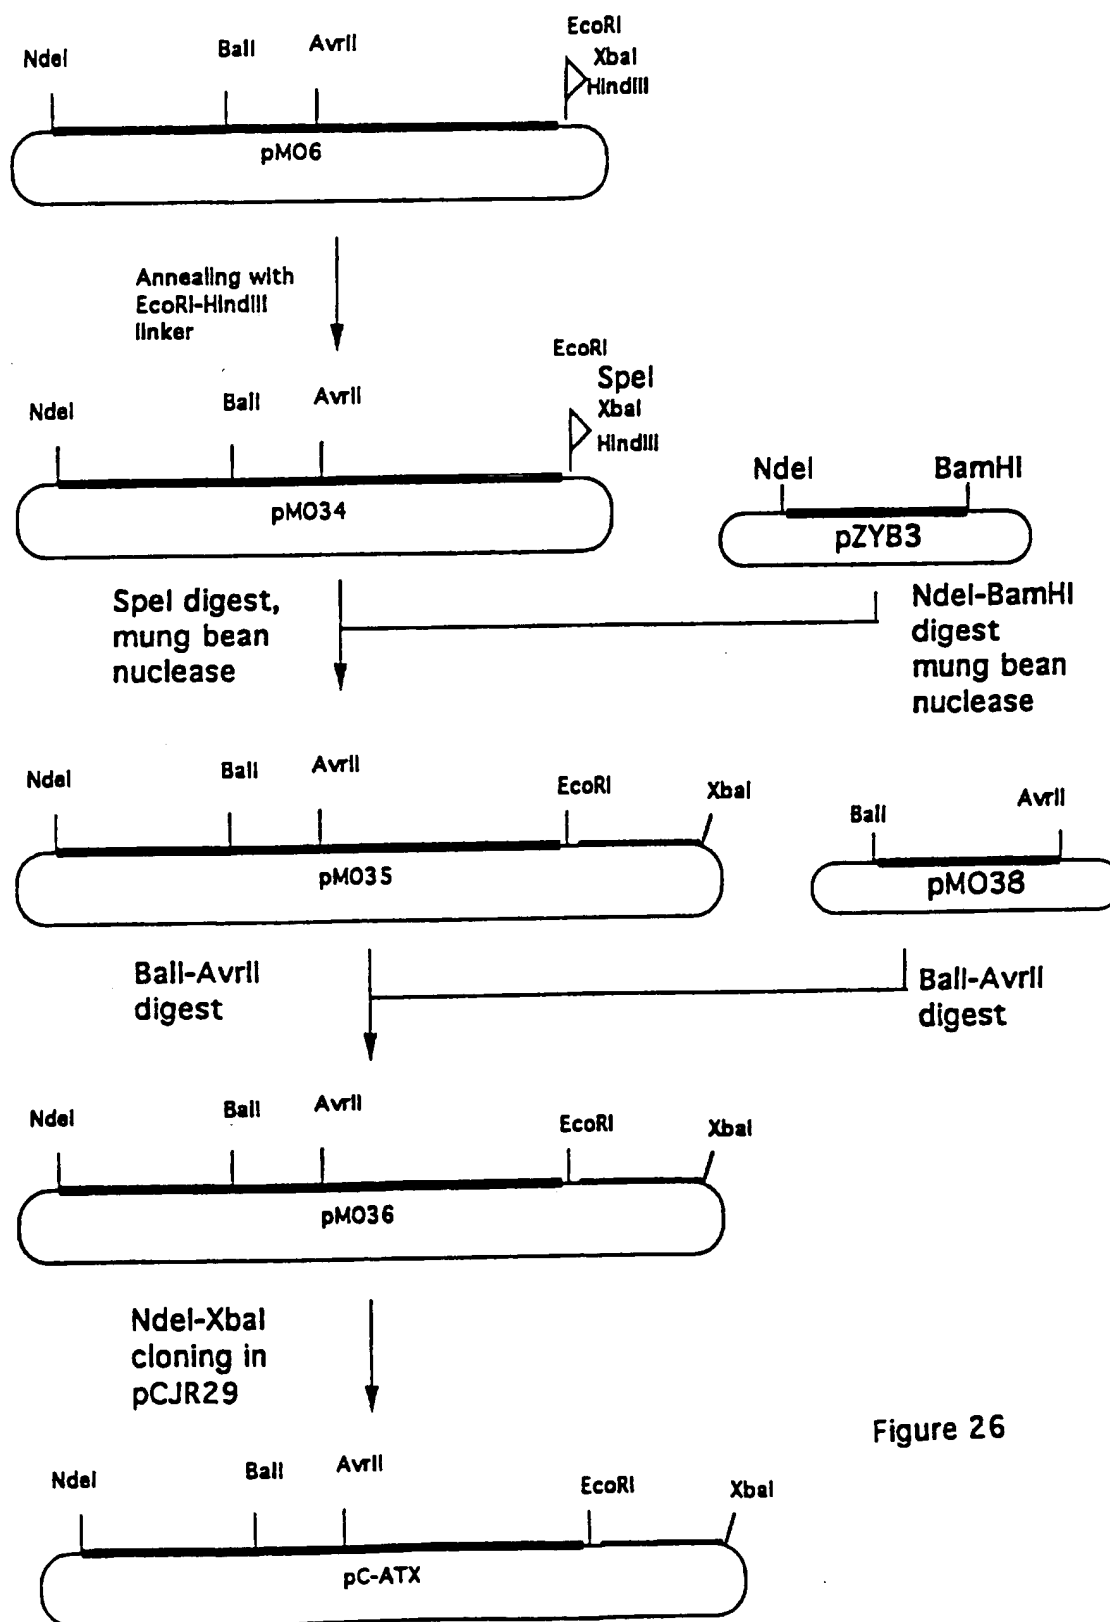 EcoRI
NdeI
BalI
AvrII
XbaI
HindIII
pMO6
Annealing with
EcoRI-HindIII
linker
EcoRI
SpeI
NdeI
BalI
AvrII
XbaI
HindIII
pMO34
NdeI
BamHI
pZYB3
SpeI digest,
mung bean
nuclease
NdeI-BamHI
digest
mung bean
nuclease
NdeI
BalI
AvrII
EcoRI
XbaI
pMO35
BalI
AvrII
pMO38
BalI-AvrII
digest
BalI-AvrII
digest
NdeI
BalI
AvrII
EcoRI
XbaI
pMO36
NdeI-XbaI
cloning in
pCJR29
Figure 26
NdeI
BalI
AvrII
EcoRI
XbaI
pC-ATX